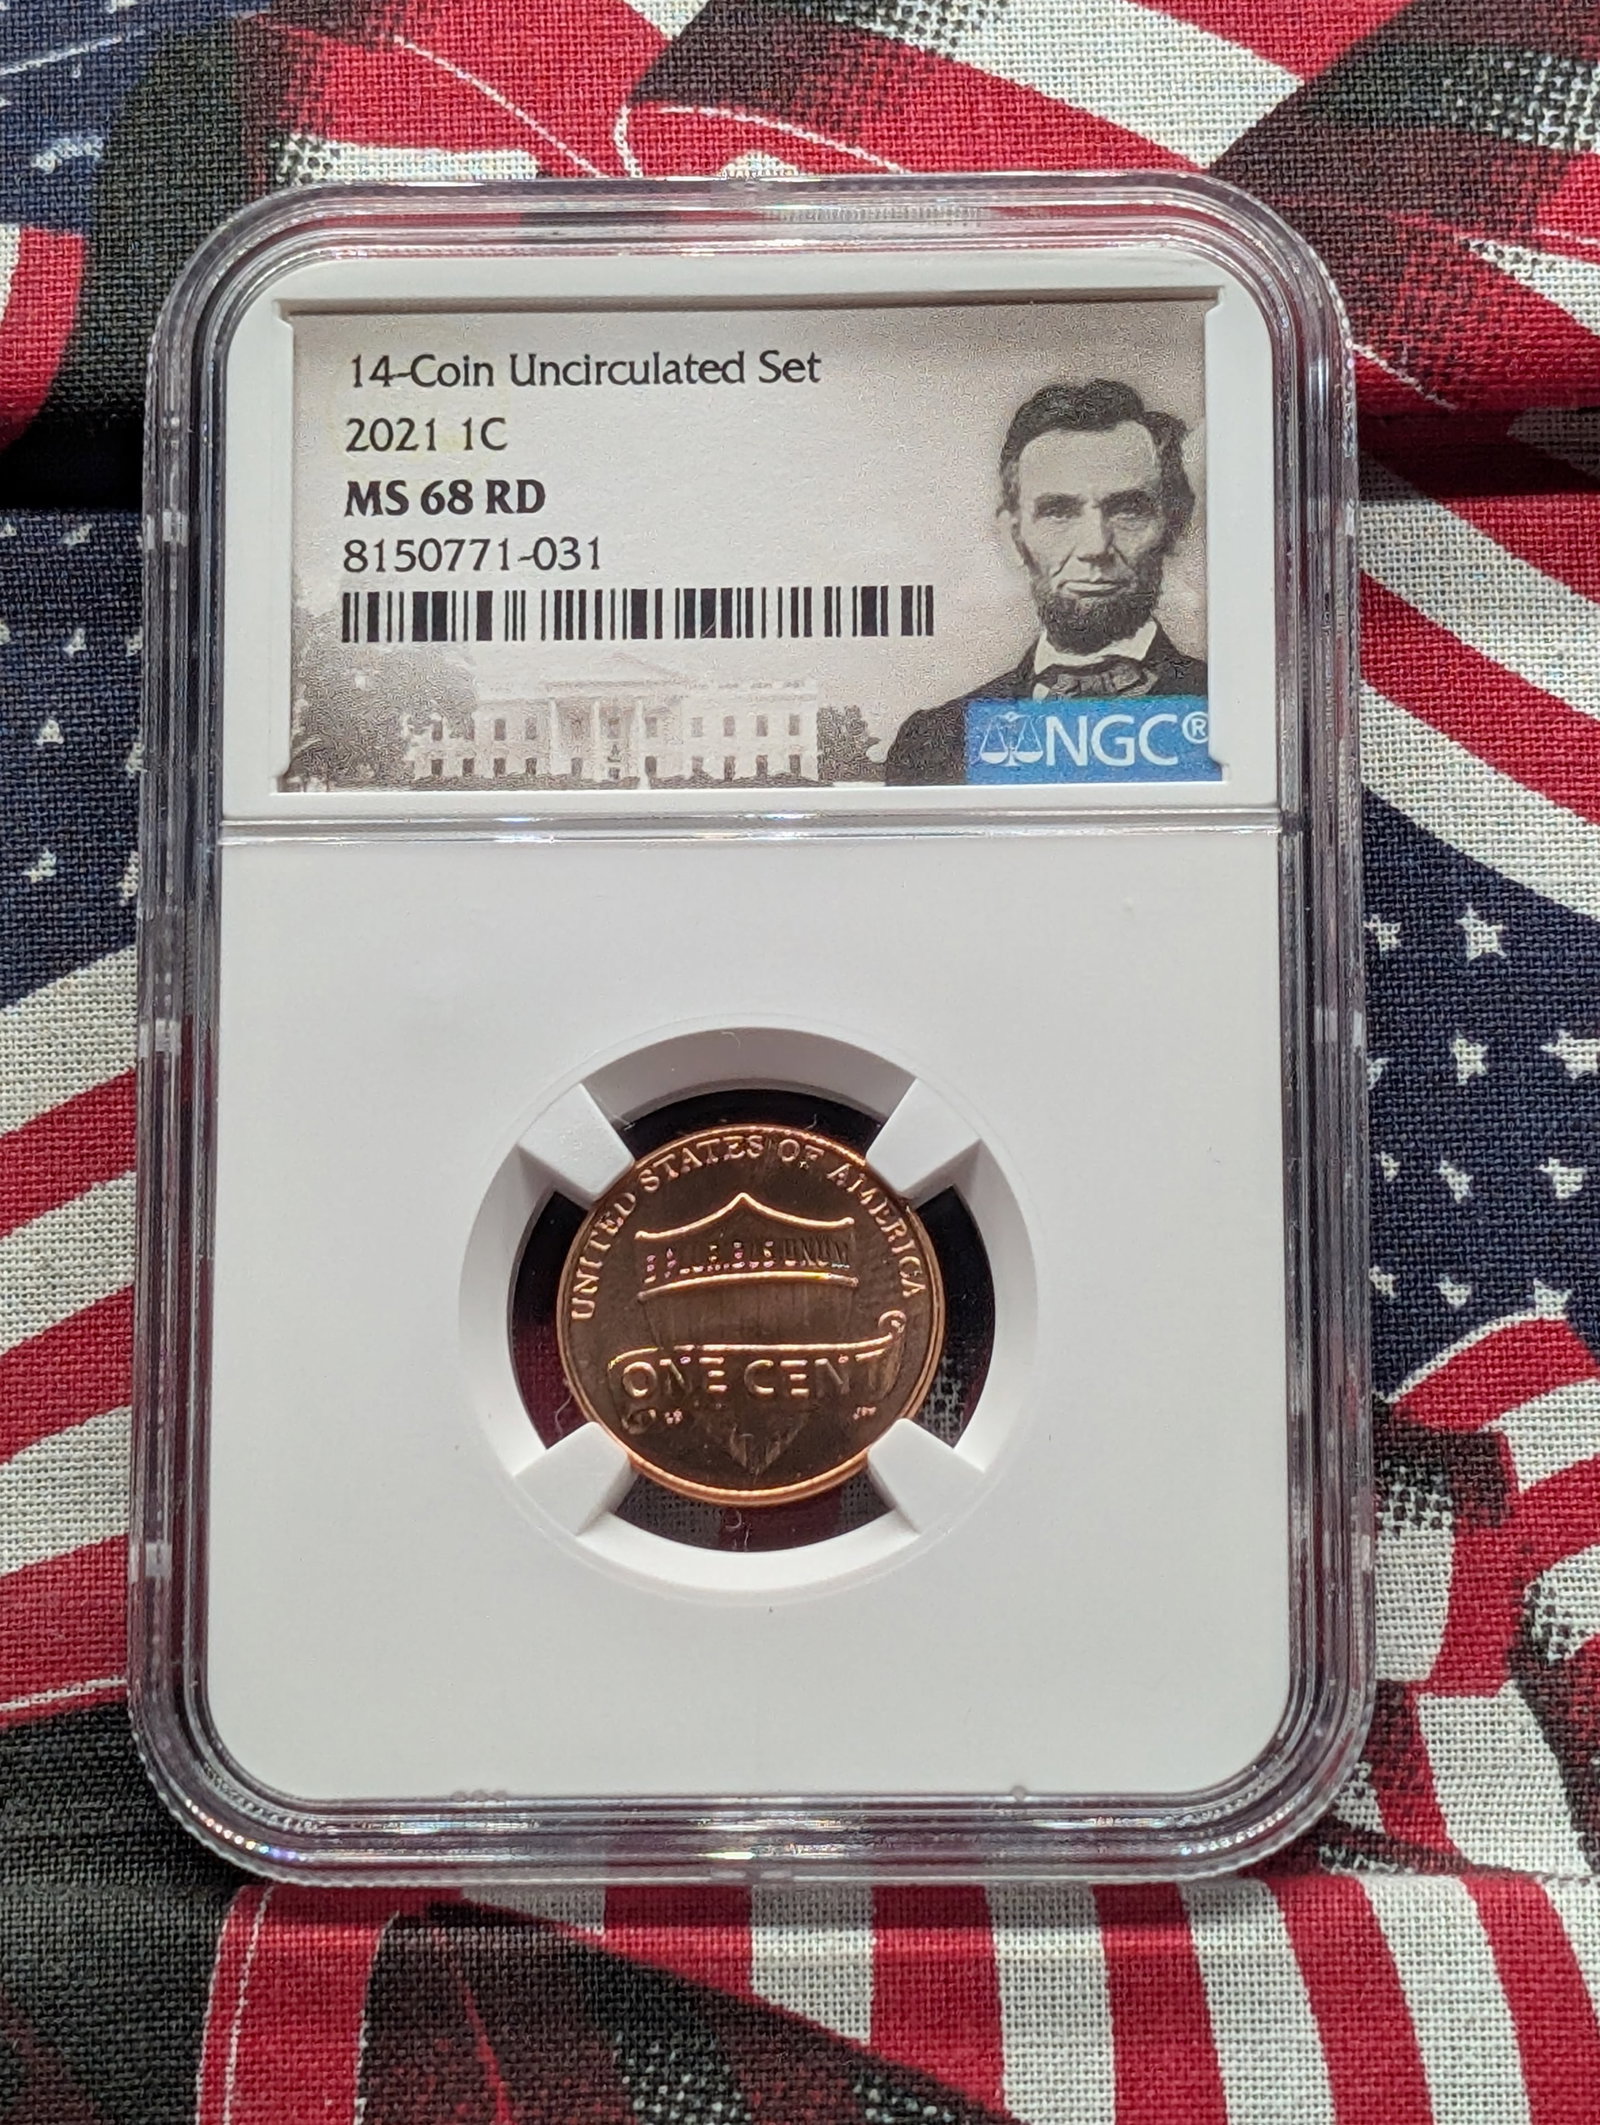 14-Coin Uncirculated Set
2021 1C
MS 68 RD
8150771-031
NGC®
UNITED STATES OF AMERICA
E PLURIBUS UNUM
ONE CENT